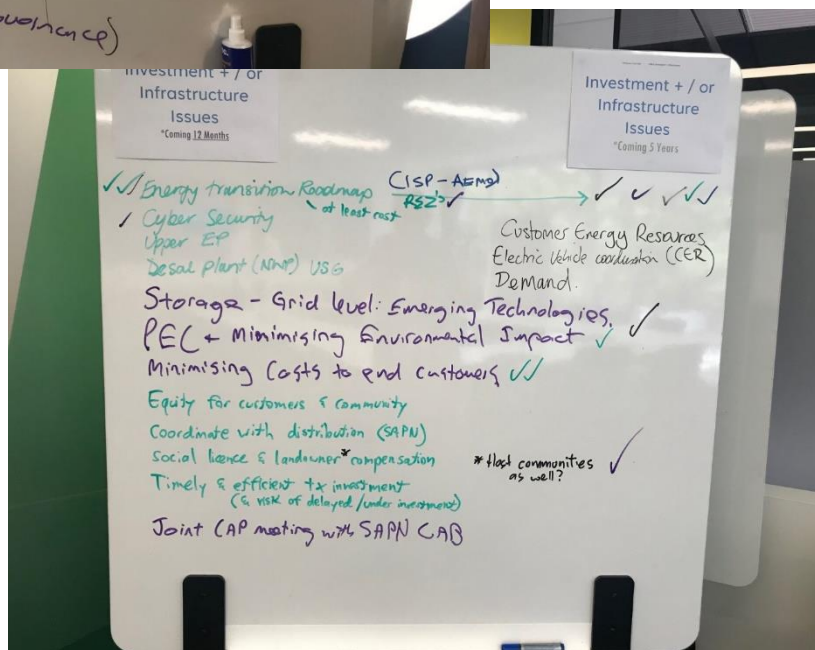 Investment + / or
Infrastructure
Issues
*Coming 12 Months
Investment + / or
Infrastructure
Issues
*Coming 5 Years
✓✓ Energy transition Roadmap (ISP - AEMO) → ✓ ✓ ✓ ✓ ✓
at least cost REZ's ✓
✓ Cyber Security
Upper EP
Desal Plant (NWP) USG
Customer Energy Resources
Electric Vehicle coordination (CER)
Demand.
Storage - Grid level: Emerging Technologies.
PEC + Minimising Environmental Impact ✓ ✓
Minimising Costs to end customers ✓✓
Equity for customers & community
Coordinate with distribution (SAPN)
Social licence & landowner* compensation
* Host communities ✓
as well?
Timely & efficient tx investment
(& risk of delayed/under investment)
Joint CAP meeting with SAPN CAB